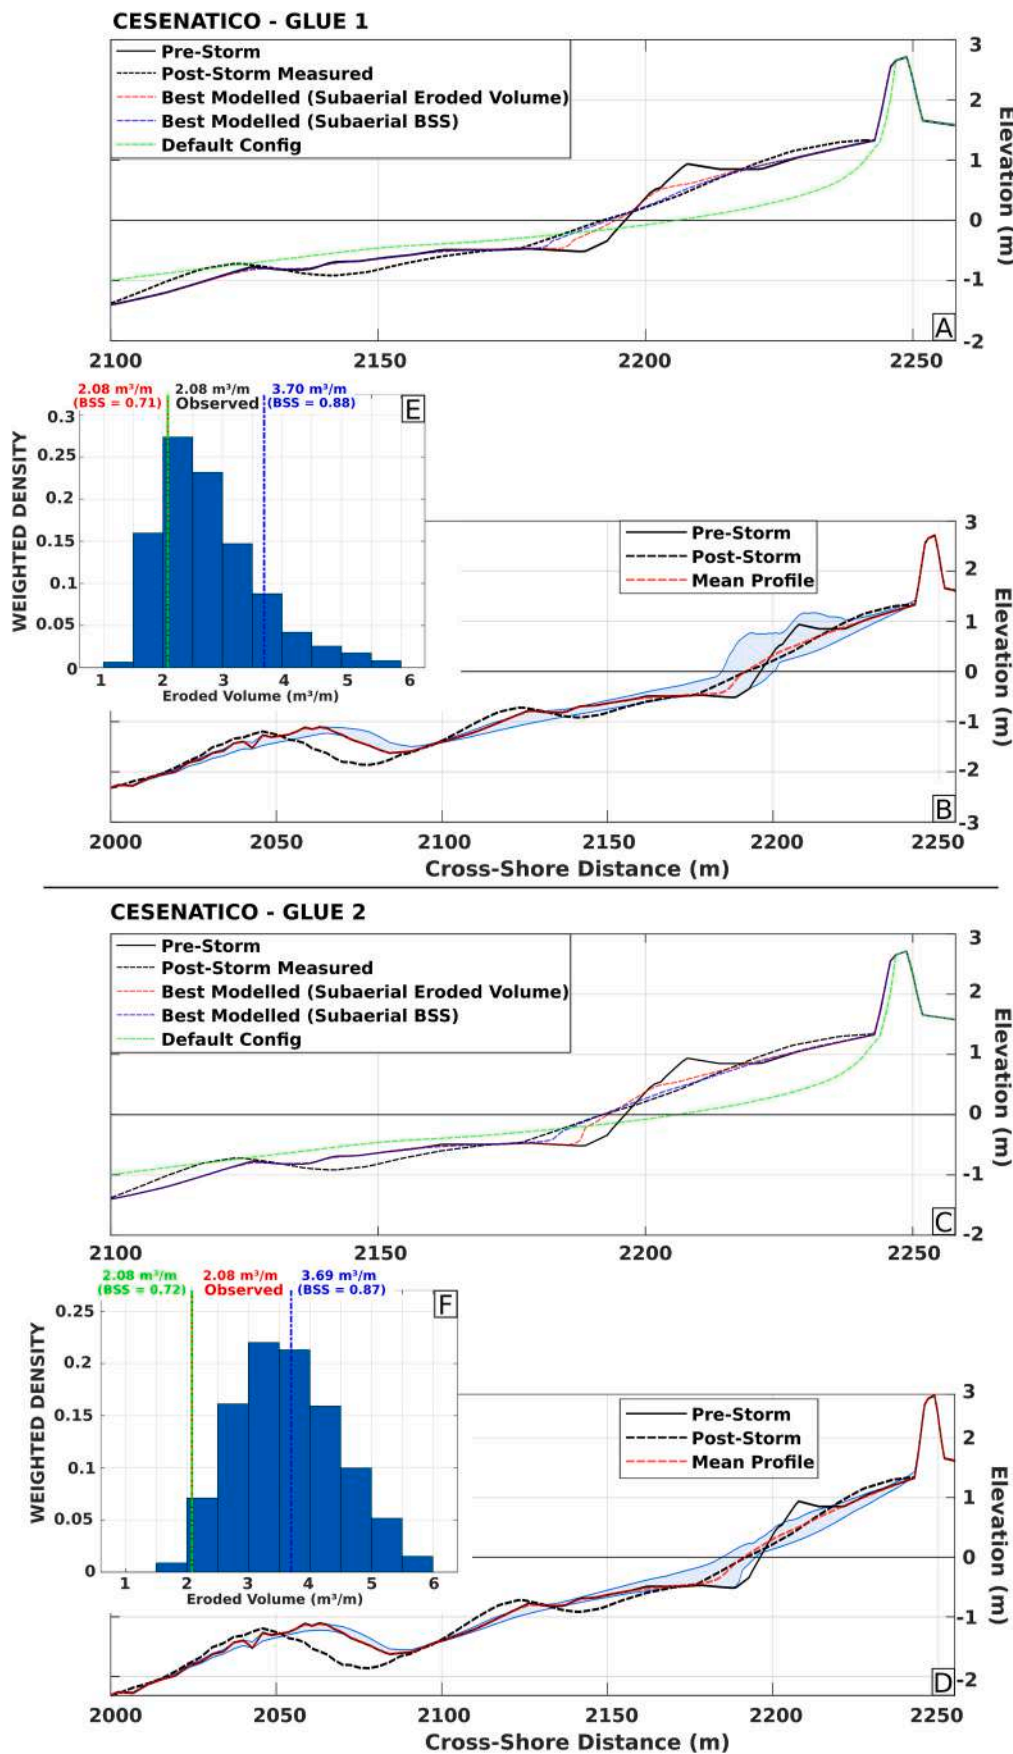 CESENATICO - GLUE 1
Pre-Storm
Post-Storm Measured
Best Modelled (Subaerial Eroded Volume)
Best Modelled (Subaerial BSS)
Default Config
3
2
1
0
-1
-2
Elevation (m)
A
2100 2150 2200 2250
2.08 m³/m 2.08 m³/m 3.70 m³/m
(BSS = 0.71) Observed (BSS = 0.88)
E
0.3
0.25
0.2
0.15
0.1
0.05
0
WEIGHTED DENSITY
1 2 3 4 5 6
Eroded Volume (m³/m)
Pre-Storm
Post-Storm
Mean Profile
3
2
1
0
-1
-2
-3
Elevation (m)
B
2000 2050 2100 2150 2200 2250
Cross-Shore Distance (m)
CESENATICO - GLUE 2
Pre-Storm
Post-Storm Measured
Best Modelled (Subaerial Eroded Volume)
Best Modelled (Subaerial BSS)
Default Config
3
2
1
0
-1
-2
Elevation (m)
C
2100 2150 2200 2250
2.08 m³/m 2.08 m³/m 3.69 m³/m
(BSS = 0.72) Observed (BSS = 0.87)
F
0.25
0.2
0.15
0.1
0.05
0
WEIGHTED DENSITY
1 2 3 4 5 6
Eroded Volume (m³/m)
Pre-Storm
Post-Storm
Mean Profile
3
2
1
0
-1
-2
Elevation (m)
D
2000 2050 2100 2150 2200 2250
Cross-Shore Distance (m)